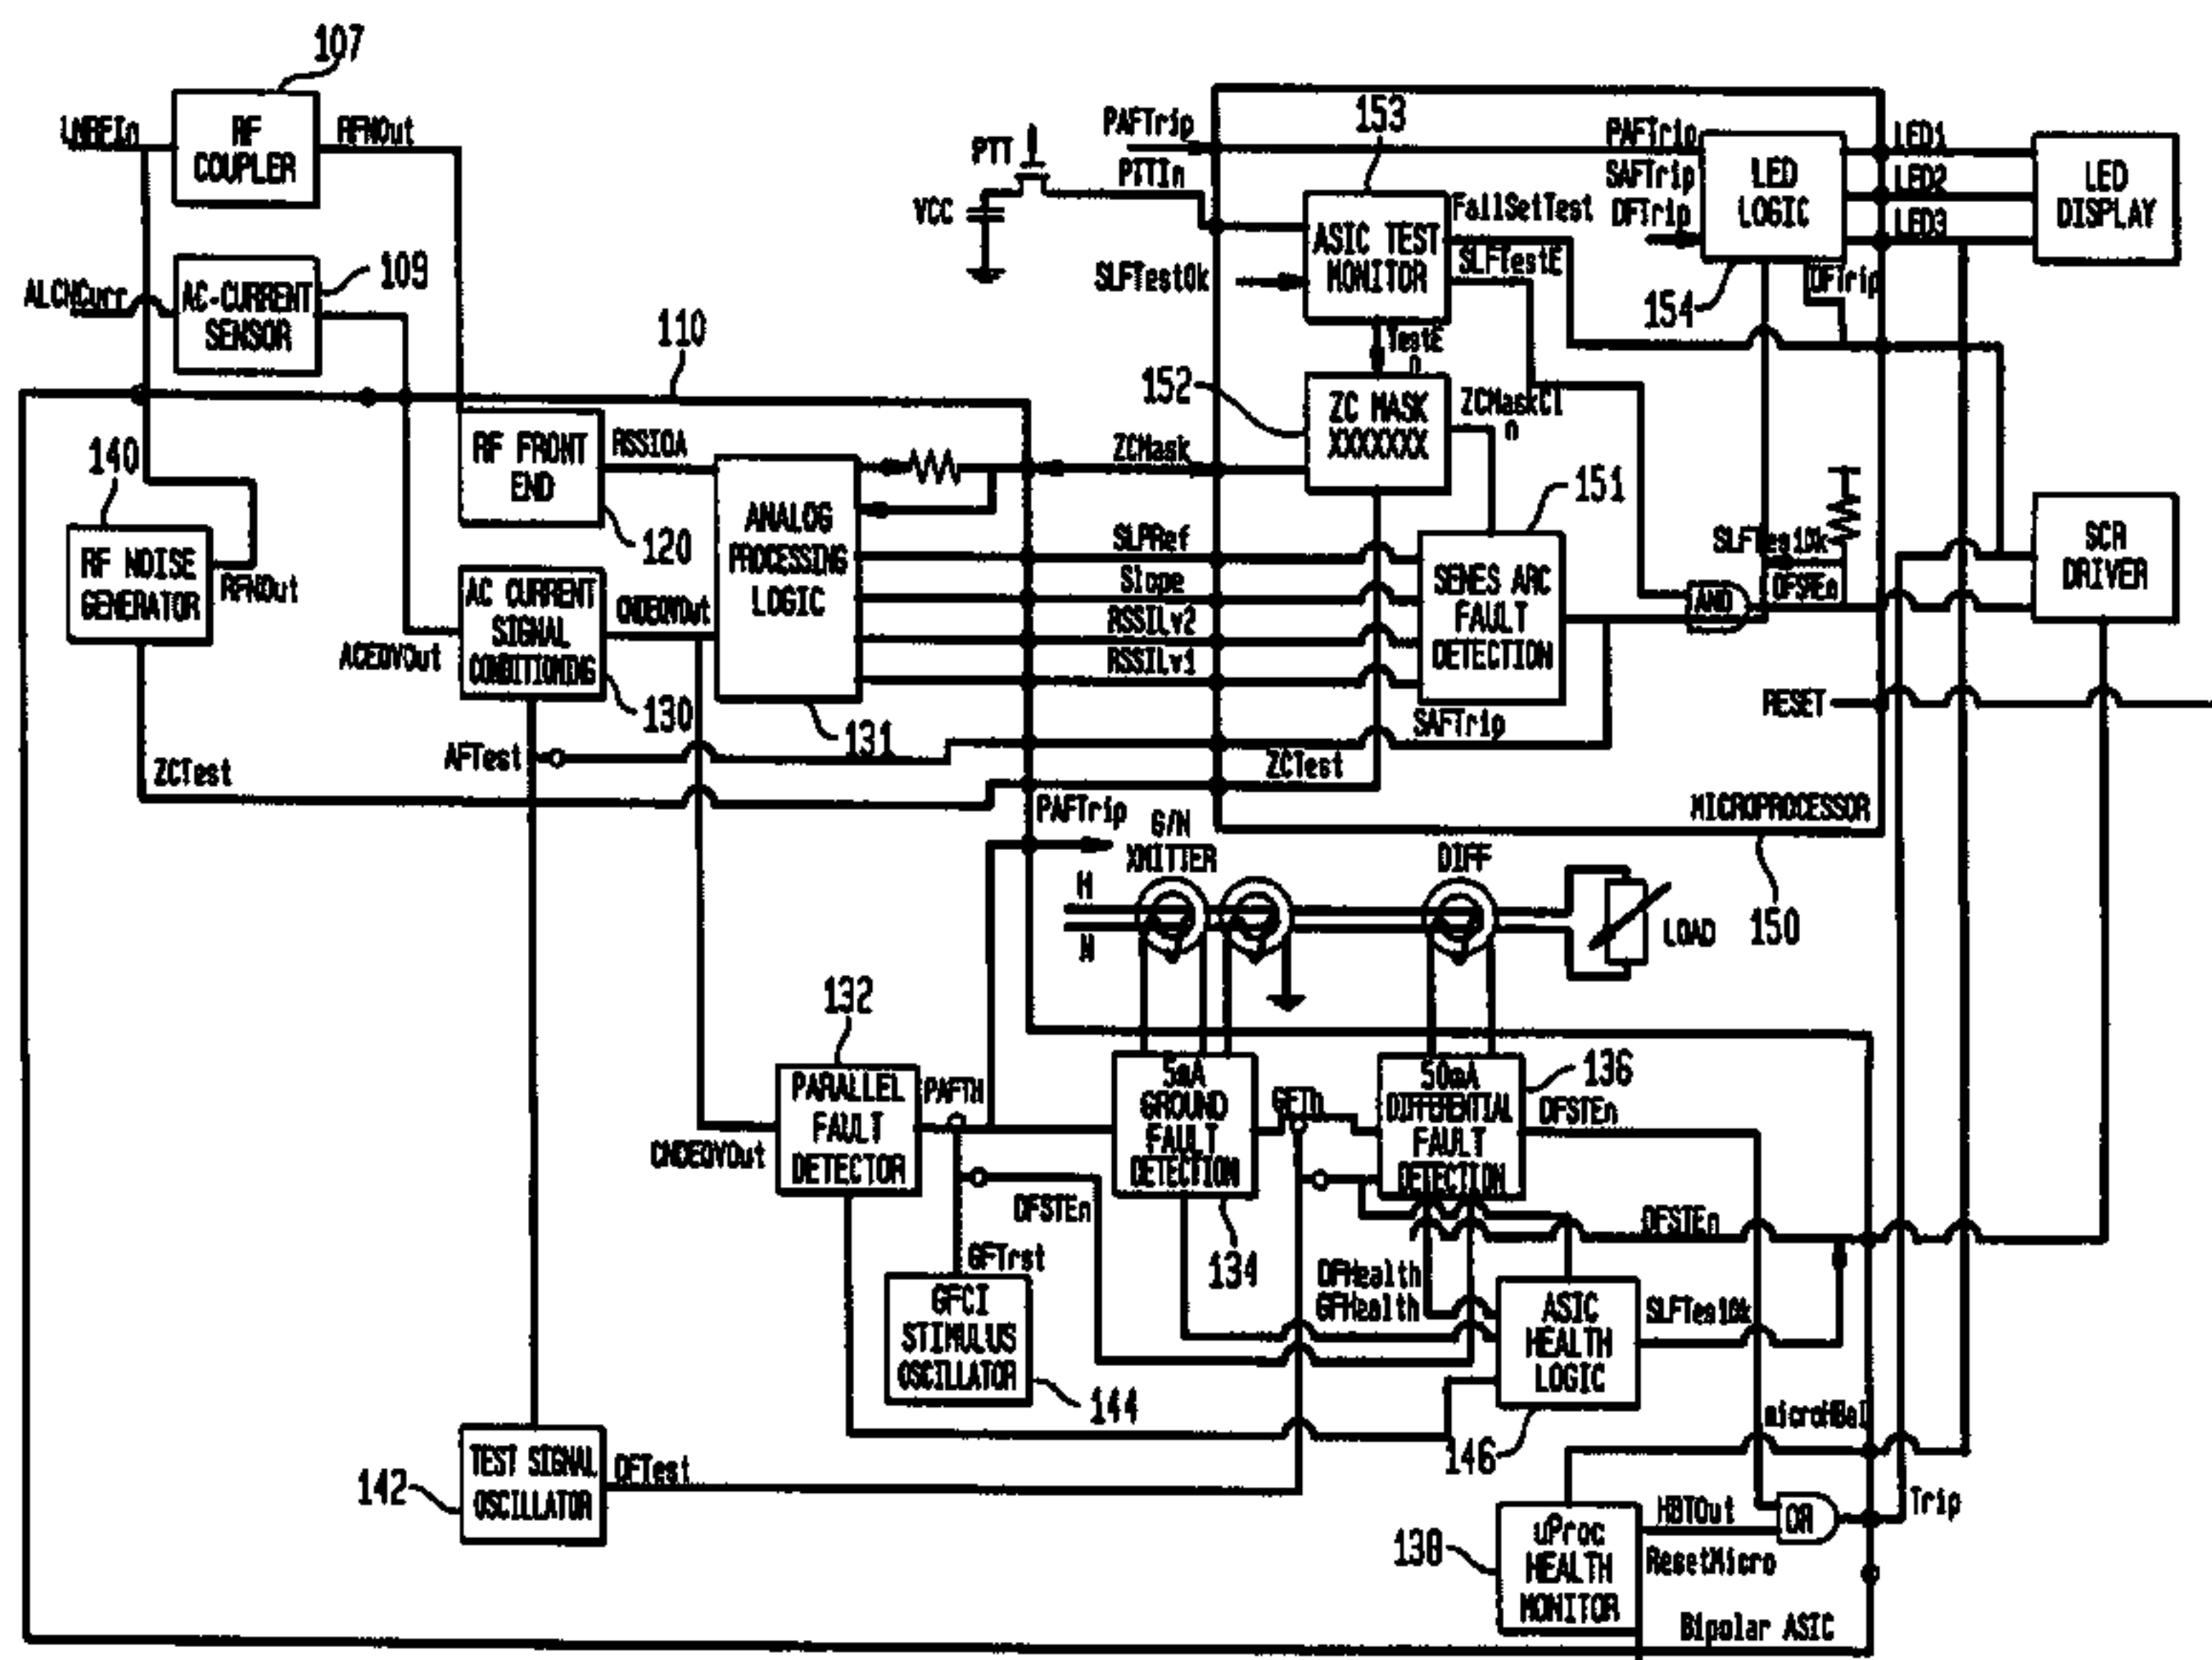 107
RF
COUPLER
RFNOut
109
ALCNCurr
AC-CURRENT
SENSOR
110
140
RF NOISE
GENERATOR
RFNOut
RF FRONT
END
RSSIOA
120
AC CURRENT
SIGNAL
CONDITIONING
130
ANALOG
PROCESSING
LOGIC
131
AFTest
ZCTest
PTT
VCC
PAFTrip
PTTIn
SLFTestOk
153
ASIC TEST
MONITOR
FailSetTest
SLFTestE
TestE
n
152
ZC MASK
XXXXXXX
ZCMaskCl
n
ZCMask
SLPRef
Slope
RSSILv2
RSSILv1
151
SENES ARC
FAULT
DETECTION
SAFTrip
ZCTest
PAFTrip
SAFTrip
DFTrip
LED
LOGIC
154
DFTrip
LED1
LED2
LED3
LED
DISPLAY
SLFTes10k
DFSTEn
AND
SCR
DRIVER
RESET
MICROPROCESSOR
150
PAFTrip
G/N
XMITTER
DIFF
H
N
LOAD
132
PARALLEL
FAULT
DETECTOR
5mA
GROUND
FAULT
DETECTION
134
50mA
DIFFERENTIAL
FAULT
DETECTION
136
DFSTEn
DFSTEn
DFSTEn
GFTrst
GFCI
STIMULUS
OSCILLATOR
144
DFHealth
GFHealth
ASIC
HEALTH
LOGIC
SLFTes10k
146
142
TEST SIGNAL
OSCILLATOR
DFTest
138
uProc
HEALTH
MONITOR
HBTOut
ResetMicro
OR
Trip
Bipolar ASIC